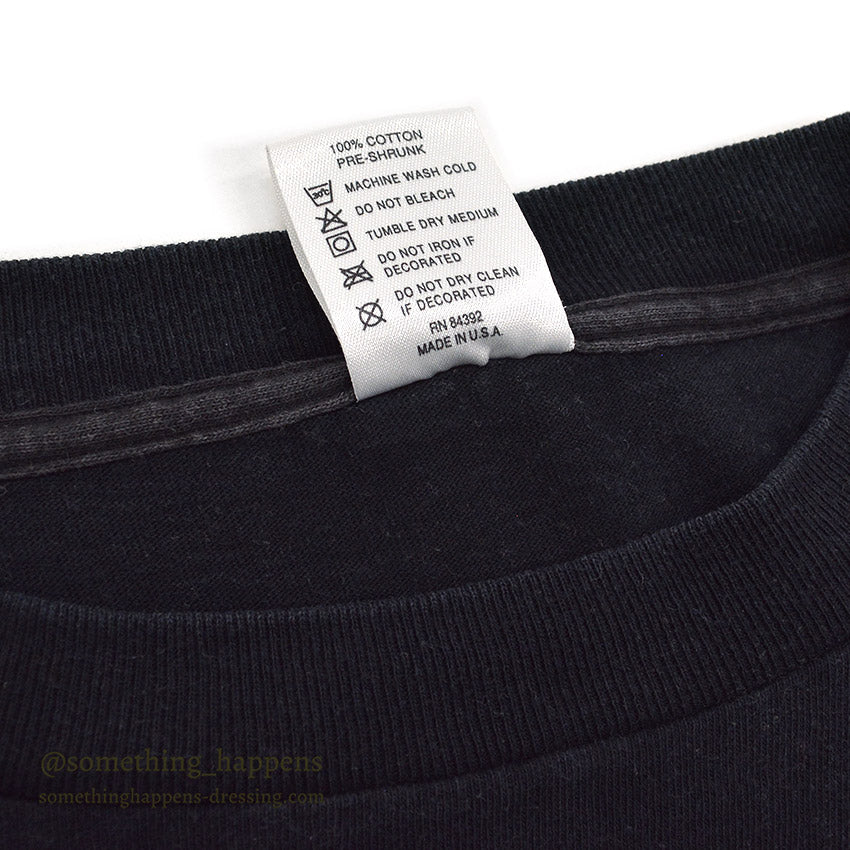 100% COTTON
PRE-SHRUNK
30°C MACHINE WASH COLD
DO NOT BLEACH
TUMBLE DRY MEDIUM
DO NOT IRON IF
DECORATED
DO NOT DRY CLEAN
IF DECORATED
RN 84392
MADE IN U.S.A.
@something_happens
somethinghappens-dressing.com